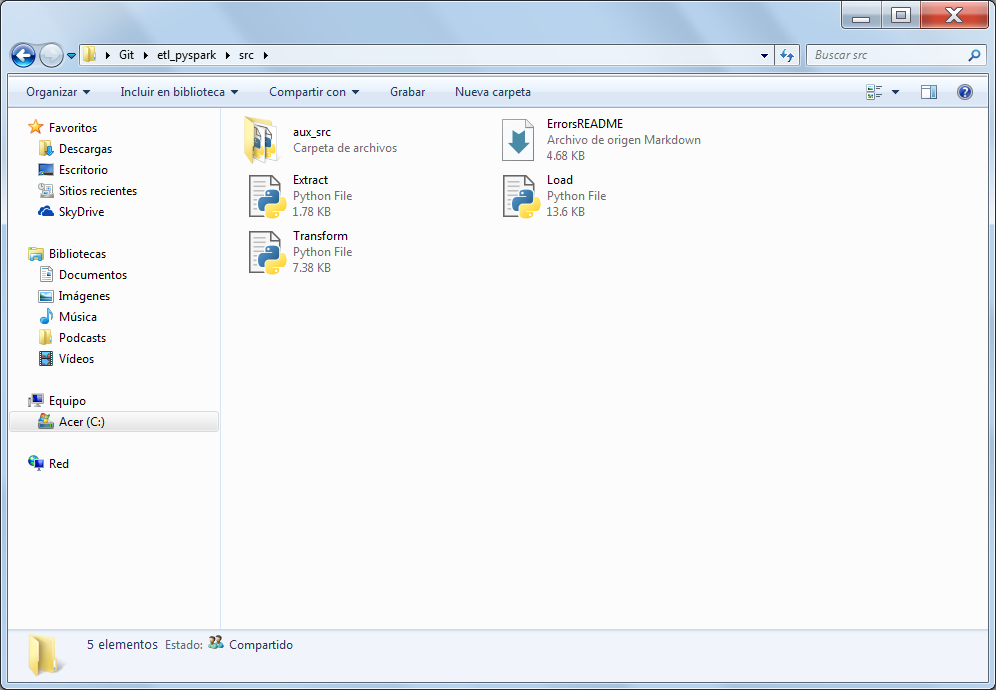 Git etl_pyspark src
Buscar src
Organizar Incluir en biblioteca Compartir con Grabar Nueva carpeta
Favoritos
Descargas
Escritorio
Sitios recientes
SkyDrive
Bibliotecas
Documentos
Imágenes
Música
Podcasts
Vídeos
Equipo
Acer (C:)
Red
aux_src
Carpeta de archivos
ErrorsREADME
Archivo de origen Markdown
4.68 KB
Extract
Python File
1.78 KB
Load
Python File
13.6 KB
Transform
Python File
7.38 KB
5 elementos Estado: Compartido